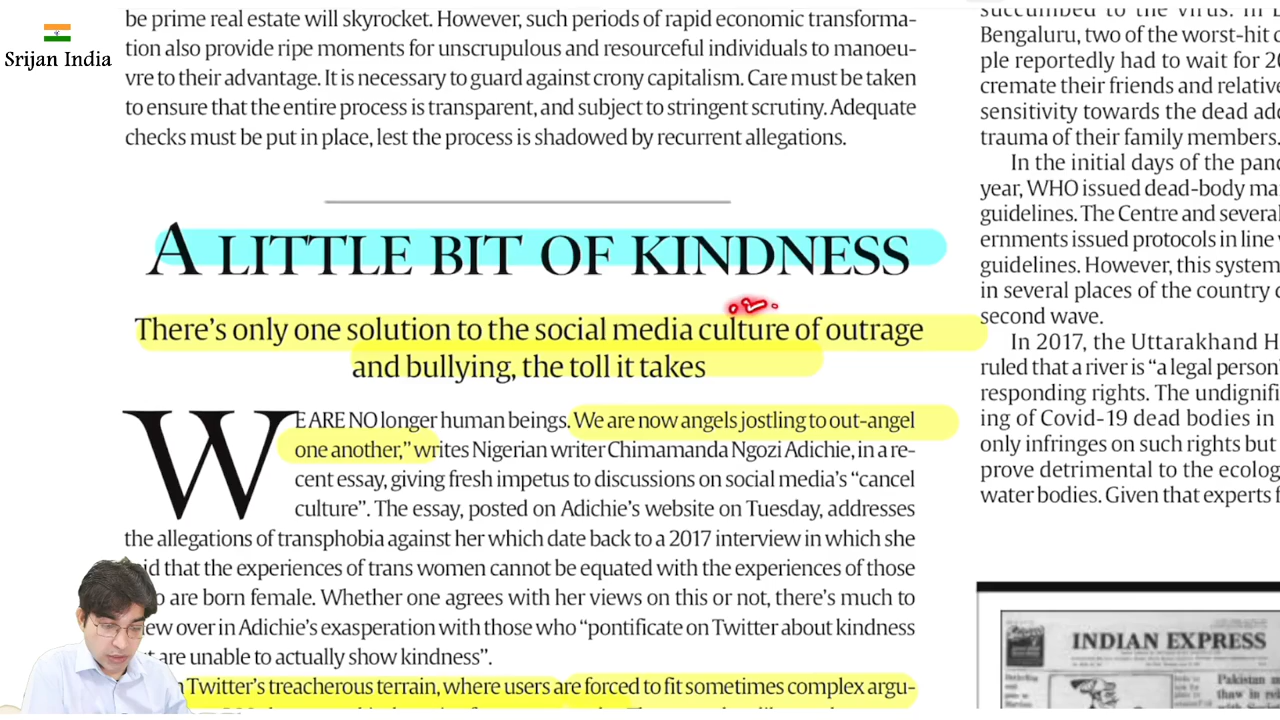 Srijan India
be prime real estate will skyrocket. However, such periods of rapid economic transforma-
tion also provide ripe moments for unscrupulous and resourceful individuals to manoeu-
vre to their advantage. It is necessary to guard against crony capitalism. Care must be taken
to ensure that the entire process is transparent, and subject to stringent scrutiny. Adequate
checks must be put in place, lest the process is shadowed by recurrent allegations.
A LITTLE BIT OF KINDNESS
There's only one solution to the social media culture of outrage
and bullying, the toll it takes
WE ARE NO longer human beings. We are now angels jostling to out-angel
one another,” writes Nigerian writer Chimamanda Ngozi Adichie, in a re-
cent essay, giving fresh impetus to discussions on social media's “cancel
culture”. The essay, posted on Adichie's website on Tuesday, addresses
the allegations of transphobia against her which date back to a 2017 interview in which she
that the experiences of trans women cannot be equated with the experiences of those
are born female. Whether one agrees with her views on this or not, there's much to
over in Adichie's exasperation with those who “pontificate on Twitter about kindness
are unable to actually show kindness”.
Twitter's treacherous terrain, where users are forced to fit sometimes complex argu-
succumbed to the virus. In
Bengaluru, two of the worst-hit
ple reportedly had to wait for
cremate their friends and relative
sensitivity towards the dead
trauma of their family members.
In the initial days of the
year, WHO issued dead-body
guidelines. The Centre and several
ernments issued protocols in line
guidelines. However, this system
in several places of the country
second wave.
In 2017, the Uttarakhand
ruled that a river is “a legal person
responding rights. The
ing of Covid-19 dead bodies in
only infringes on such rights but
prove detrimental to the
water bodies. Given that experts
INDIAN EXPRESS